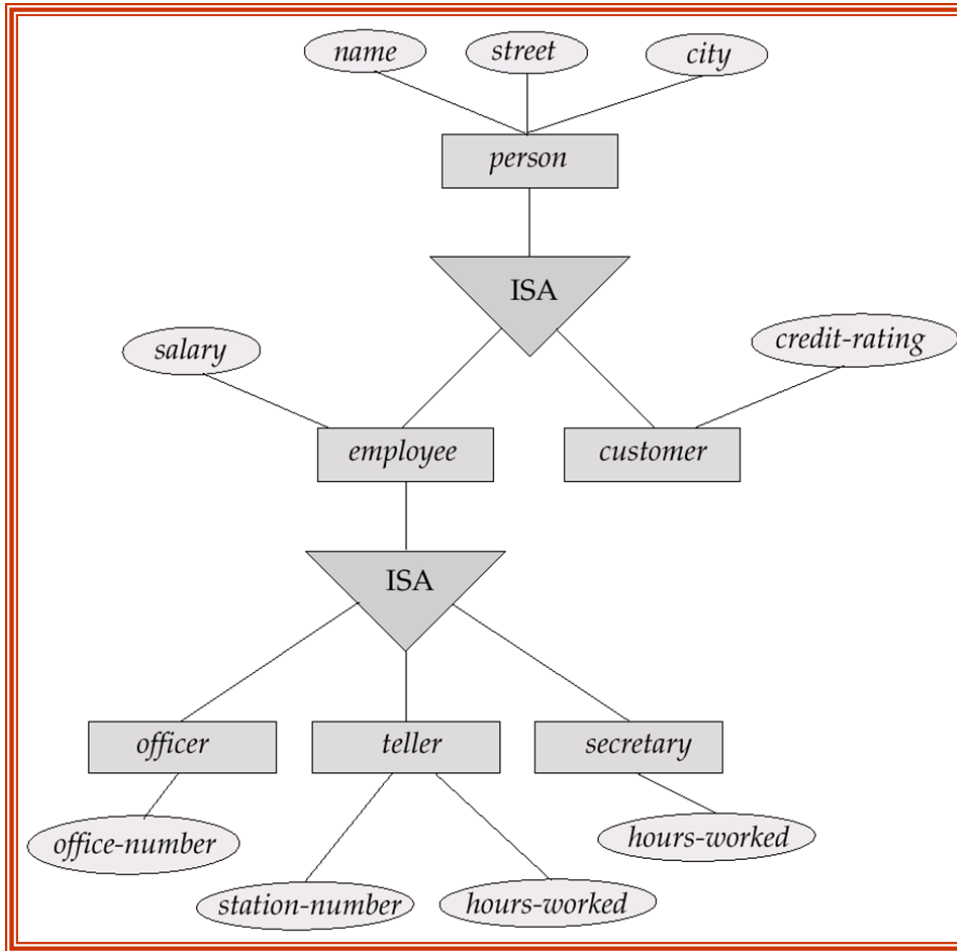 name
street
city
person
ISA
salary
credit-rating
employee
customer
ISA
officer
teller
secretary
office-number
hours-worked
station-number
hours-worked